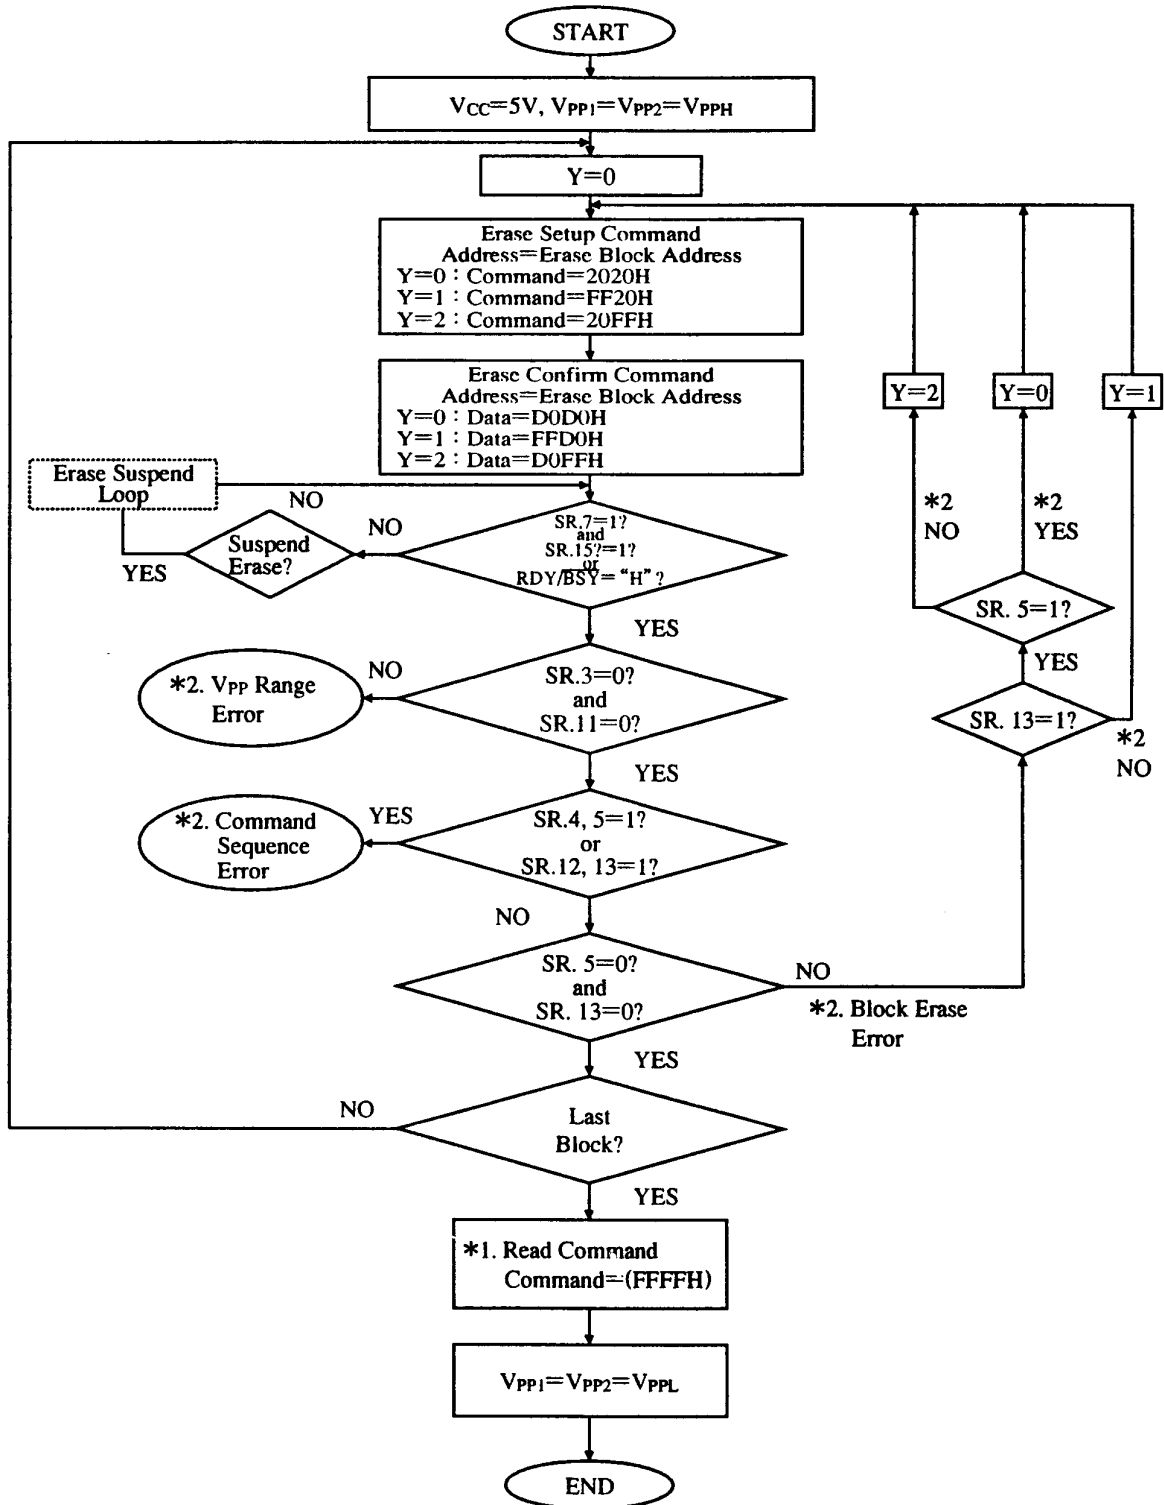 START
VCC=5V, VPP1=VPP2=VPPH
Y=0
Erase Setup Command
Address=Erase Block Address
Y=0 : Command=2020H
Y=1 : Command=FF20H
Y=2 : Command=20FFH
Erase Confirm Command
Address=Erase Block Address
Y=0 : Data=D0D0H
Y=1 : Data=FFD0H
Y=2 : Data=D0FFH
Y=2
Y=0
Y=1
Erase Suspend
Loop
NO
YES
Suspend
Erase?
NO
SR.7=1?
and
SR.15?=1?
or
RDY/BSY="H"?
YES
*2
NO
*2
YES
SR. 5=1?
YES
SR. 13=1?
*2
NO
*2. VPP Range
Error
NO
SR.3=0?
and
SR.11=0?
YES
*2. Command
Sequence
Error
YES
SR.4, 5=1?
or
SR.12, 13=1?
NO
SR. 5=0?
and
SR. 13=0?
NO
*2. Block Erase
Error
YES
NO
Last
Block?
YES
*1. Read Command
Command=(FFFFH)
VPP1=VPP2=VPPL
END